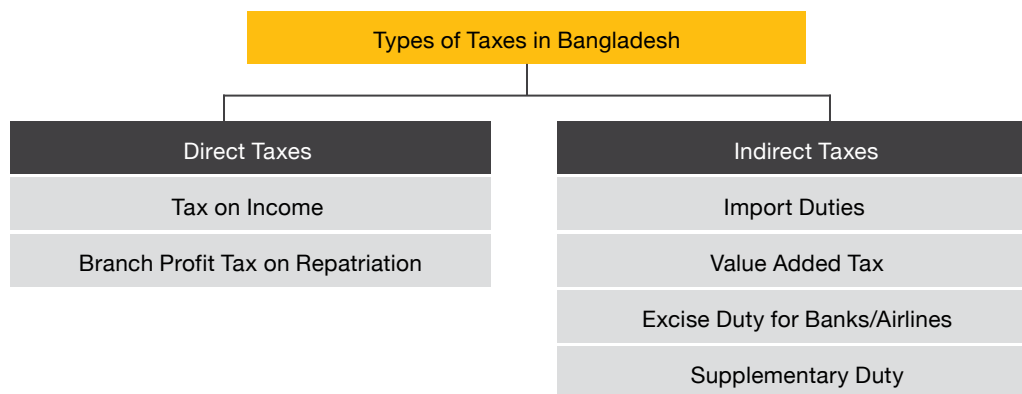 Types of Taxes in Bangladesh
Direct Taxes
Tax on Income
Branch Profit Tax on Repatriation
Indirect Taxes
Import Duties
Value Added Tax
Excise Duty for Banks/Airlines
Supplementary Duty